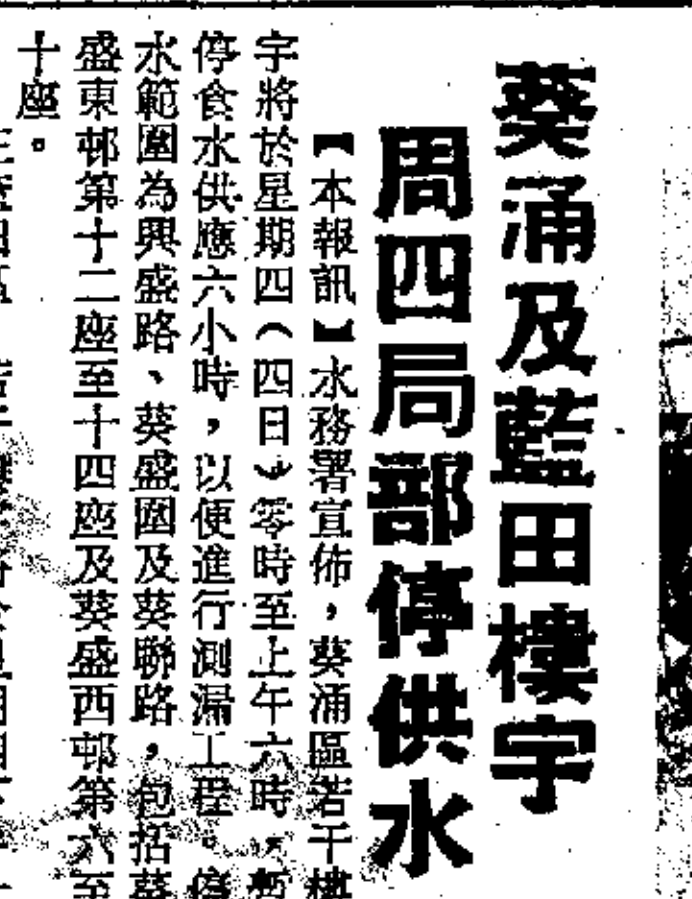 葵涌及藍田樓宇
周四局部停供水
【本報訊】水務署宣佈，葵涌區若干樓
宇將於星期四（四日）零時至上午六時，暫
停食水供應六小時，以便進行測漏工程。停
水範圍為興盛路、葵盛圍及葵聯路，包括葵
盛東邨第十二座至十四座及葵盛西邨第六至
十座。